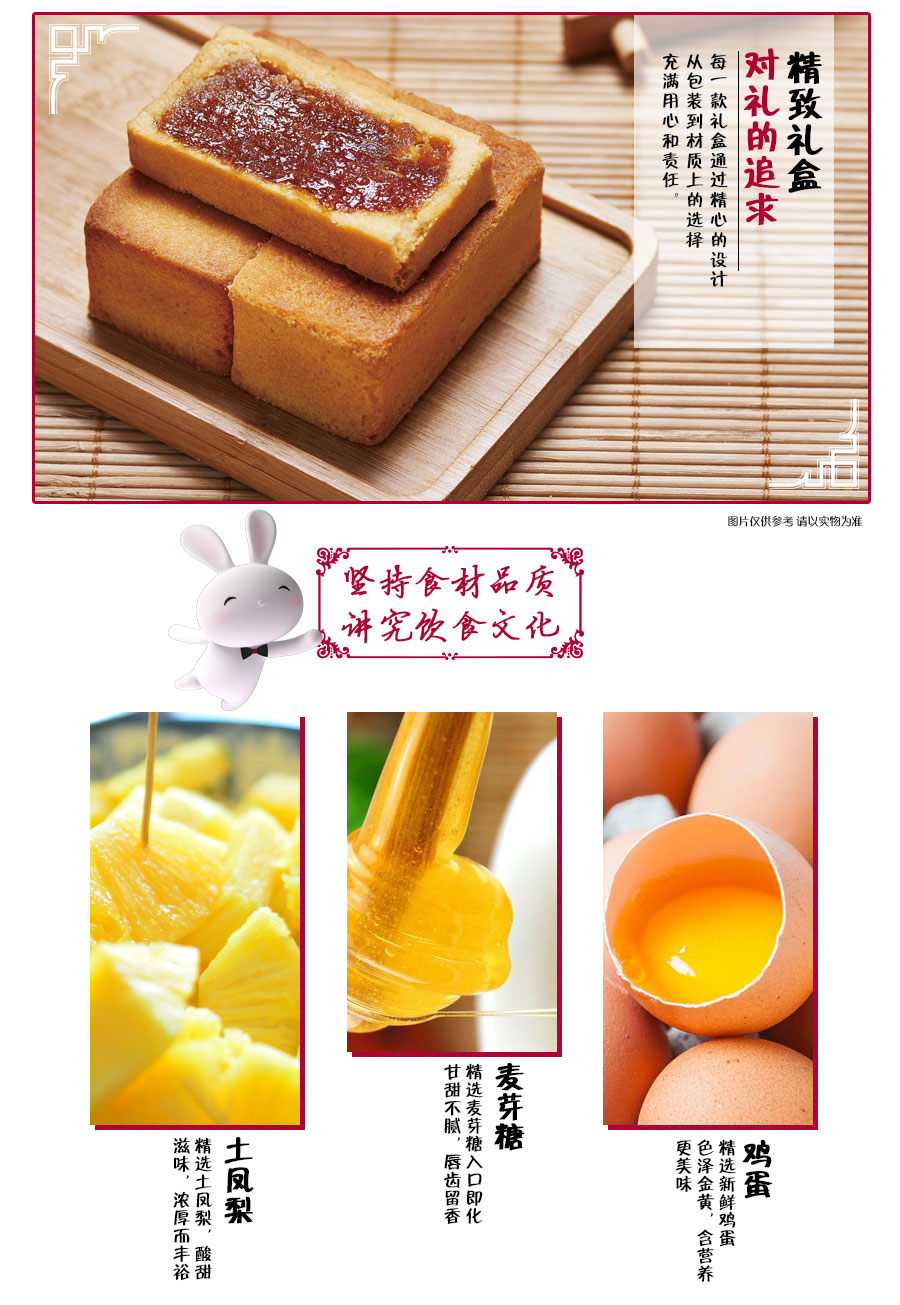 精致礼盒
对礼的追求
每一款礼盒通过精心的设计
从包装到材质上的选择
充满用心和责任。
图片仅供参考 请以实物为准
坚持食材品质
讲究饮食文化
土凤梨
精选土凤梨，酸甜
滋味，浓厚而丰裕
麦芽糖
精选麦芽糖入口即化
甘甜不腻，唇齿留香
鸡蛋
精选新鲜鸡蛋
色泽金黄，含营养
更美味